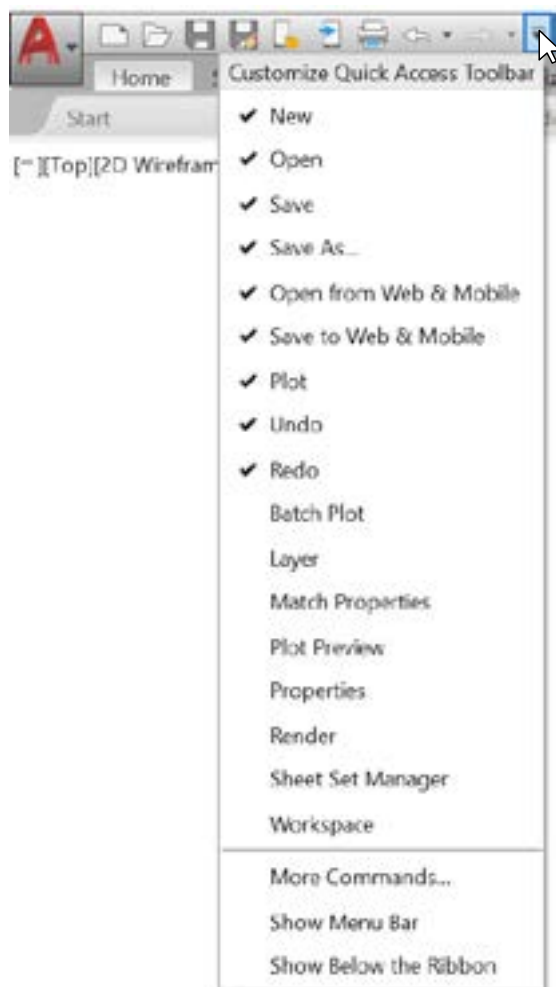 Home
Customize Quick Access Toolbar
Start
New
[−][Top][2D Wirefram
Open
Save
Save As...
Open from Web & Mobile
Save to Web & Mobile
Plot
Undo
Redo
Batch Plot
Layer
Match Properties
Plot Preview
Properties
Render
Sheet Set Manager
Workspace
More Commands...
Show Menu Bar
Show Below the Ribbon